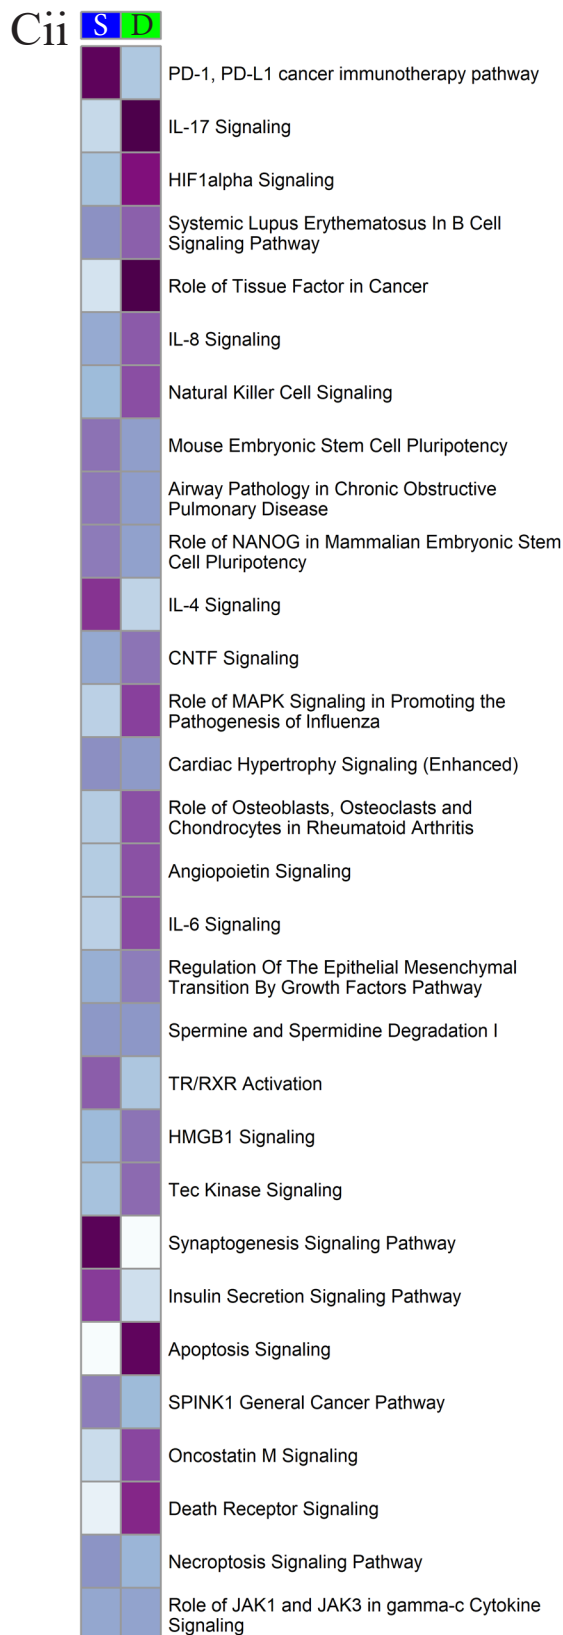 Cii
S D
PD-1, PD-L1 cancer immunotherapy pathway
IL-17 Signaling
HIF1alpha Signaling
Systemic Lupus Erythematosus In B Cell
Signaling Pathway
Role of Tissue Factor in Cancer
IL-8 Signaling
Natural Killer Cell Signaling
Mouse Embryonic Stem Cell Pluripotency
Airway Pathology in Chronic Obstructive
Pulmonary Disease
Role of NANOG in Mammalian Embryonic Stem
Cell Pluripotency
IL-4 Signaling
CNTF Signaling
Role of MAPK Signaling in Promoting the
Pathogenesis of Influenza
Cardiac Hypertrophy Signaling (Enhanced)
Role of Osteoblasts, Osteoclasts and
Chondrocytes in Rheumatoid Arthritis
Angiopoietin Signaling
IL-6 Signaling
Regulation Of The Epithelial Mesenchymal
Transition By Growth Factors Pathway
Spermine and Spermidine Degradation I
TR/RXR Activation
HMGB1 Signaling
Tec Kinase Signaling
Synaptogenesis Signaling Pathway
Insulin Secretion Signaling Pathway
Apoptosis Signaling
SPINK1 General Cancer Pathway
Oncostatin M Signaling
Death Receptor Signaling
Necroptosis Signaling Pathway
Role of JAK1 and JAK3 in gamma-c Cytokine
Signaling